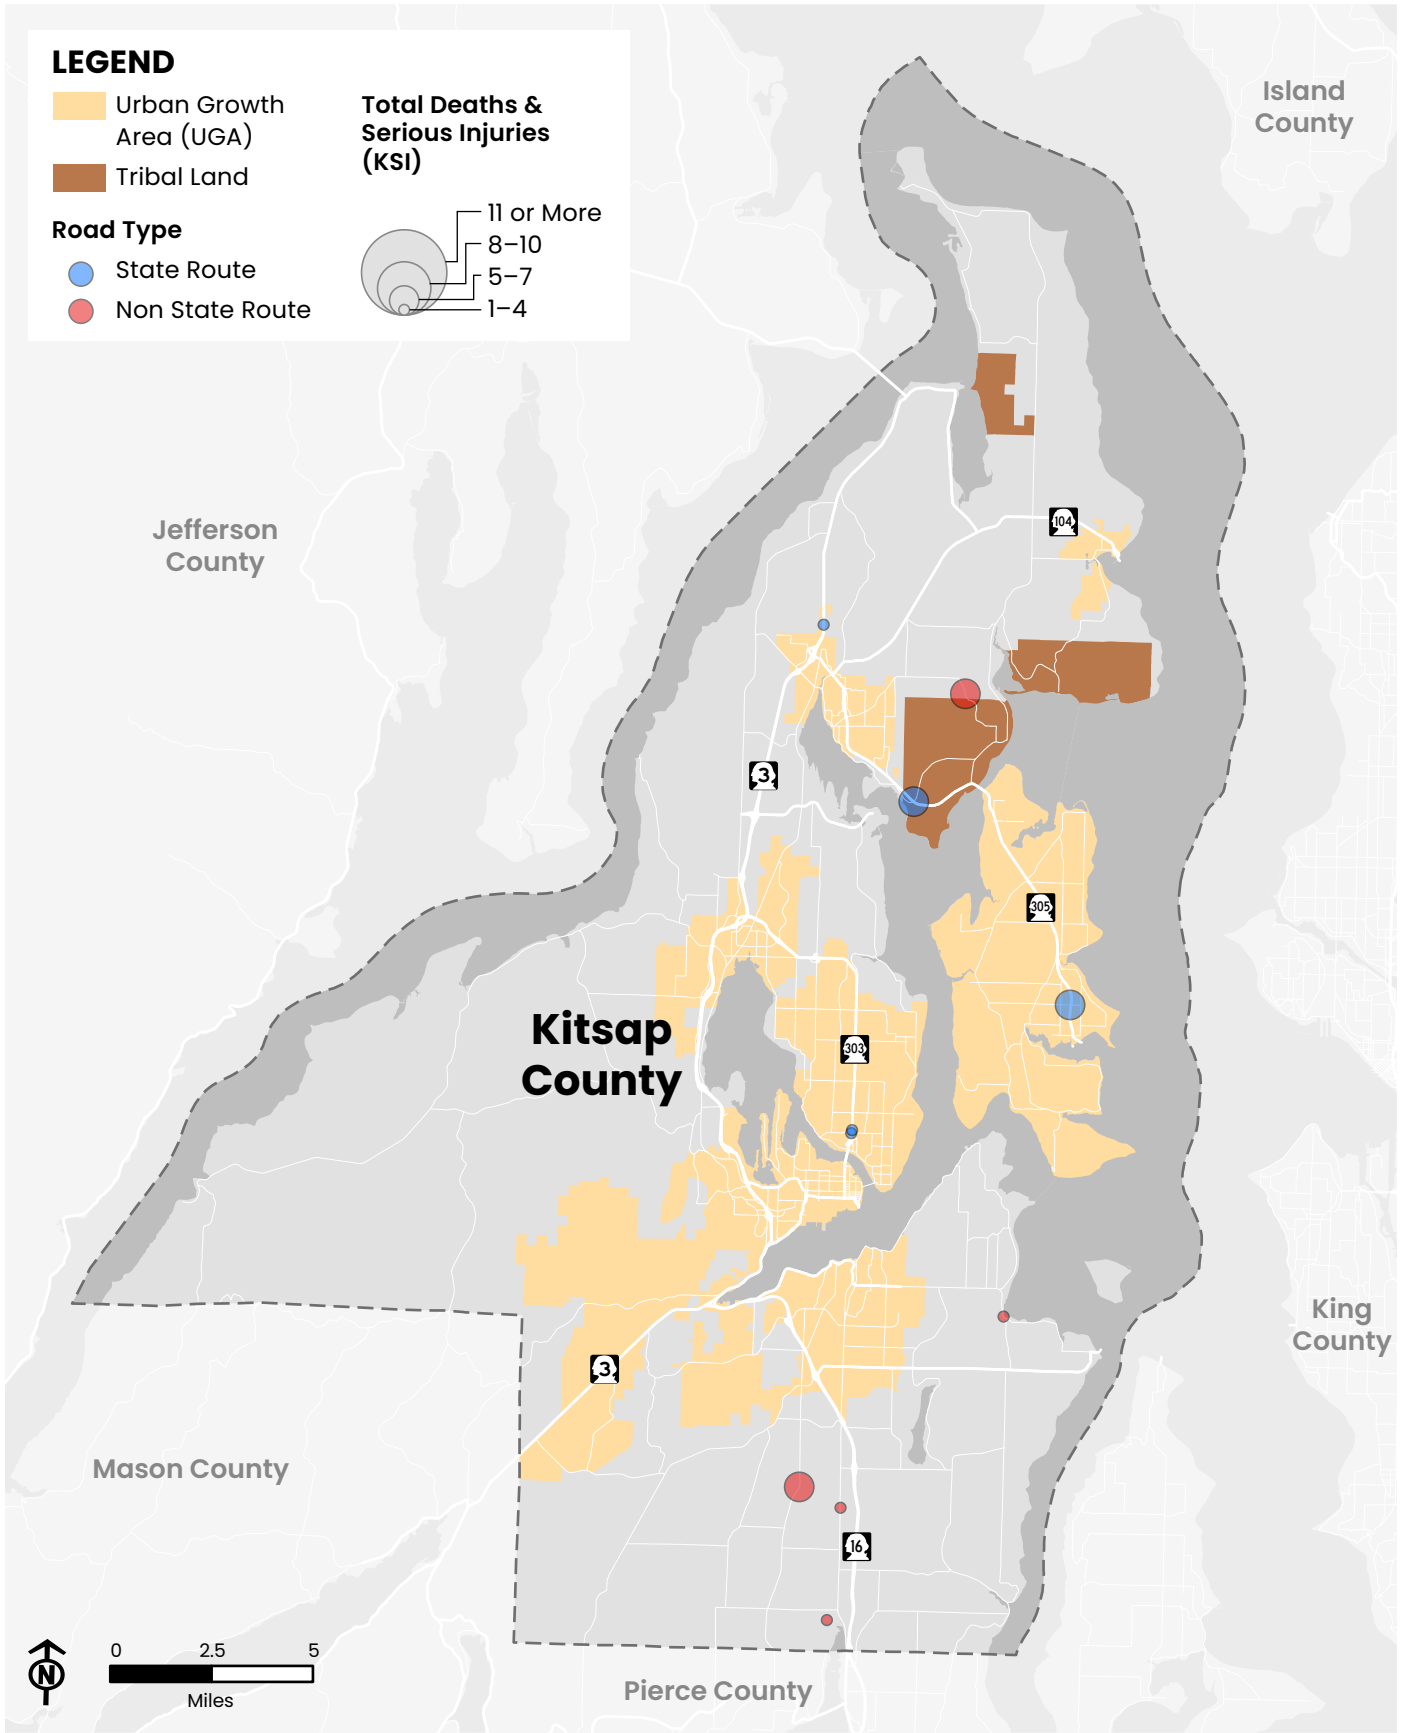 LEGEND
Urban Growth
Area (UGA)
Tribal Land
Road Type
State Route
Non State Route
Total Deaths &
Serious Injuries
(KSI)
11 or More
8–10
5–7
1–4
Island
County
Jefferson
County
104
3
305
Kitsap
County
303
King
County
3
Mason County
16
0 2.5 5
Miles
N
Pierce County